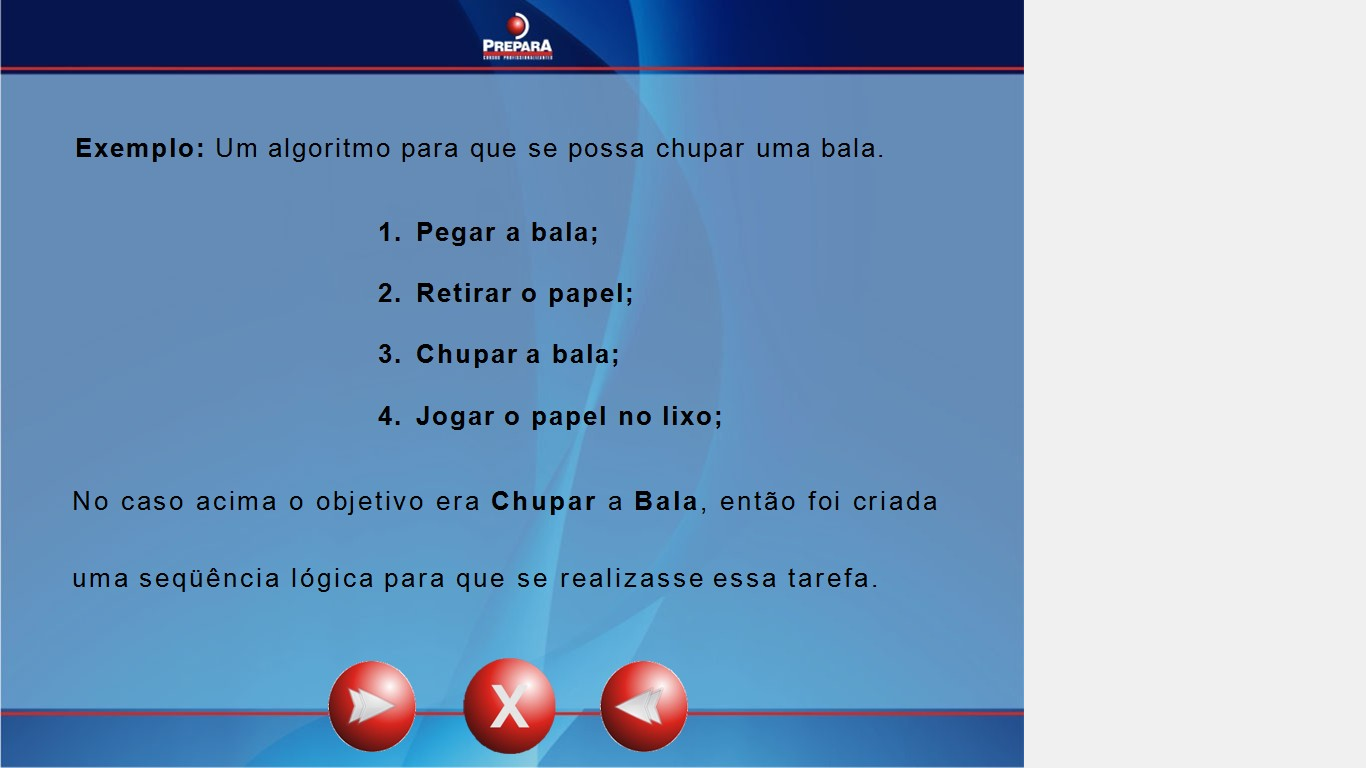 PREPARA
CURSOS PROFISSIONALIZANTES
Exemplo: Um algoritmo para que se possa chupar uma bala.
1. Pegar a bala;
2. Retirar o papel;
3. Chupar a bala;
4. Jogar o papel no lixo;
No caso acima o objetivo era Chupar a Bala, então foi criada
uma seqüência lógica para que se realizasse essa tarefa.
X